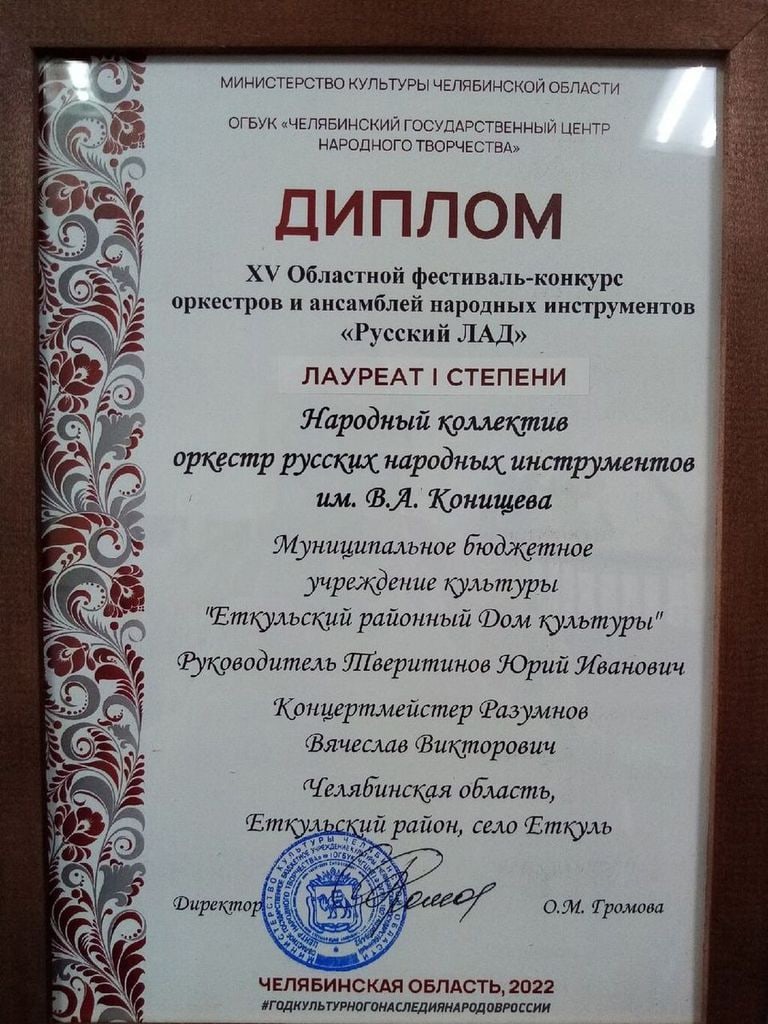 МИНИСТЕРСТВО КУЛЬТУРЫ ЧЕЛЯБИНСКОЙ ОБЛАСТИ
ОГБУК «ЧЕЛЯБИНСКИЙ ГОСУДАРСТВЕННЫЙ ЦЕНТР
НАРОДНОГО ТВОРЧЕСТВА»
ДИПЛОМ
XV Областной фестиваль-конкурс
оркестров и ансамблей народных инструментов
«Русский ЛАД»
ЛАУРЕАТ I СТЕПЕНИ
Народный коллектив
оркестр русских народных инструментов
им. В.А. Конищева
Муниципальное бюджетное
учреждение культуры
"Еткульский районный Дом культуры"
Руководитель Тверитинов Юрий Иванович
Концертмейстер Разумнов
Вячеслав Викторович
Челябинская область,
Еткульский район, село Еткуль
Директор О.М. Громова
ЧЕЛЯБИНСКАЯ ОБЛАСТЬ, 2022
#ГОДКУЛЬТУРНОГОНАСЛЕДИЯНАРОДОВРОССИИ